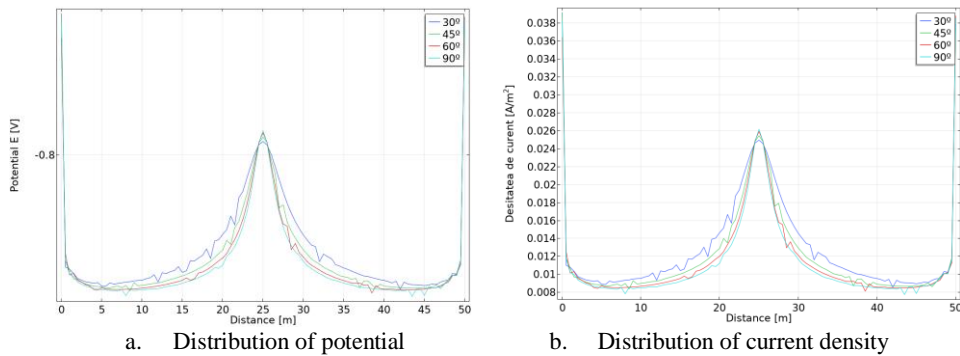 30º
45º
60º
90º
Potential E [V]
-0.8
0 5 10 15 20 25 30 35 40 45 50
Distance [m]
a. Distribution of potential
30º
45º
60º
90º
Desitatea de curent [A/m²]
0.038
0.036
0.034
0.032
0.03
0.028
0.026
0.024
0.022
0.02
0.018
0.016
0.014
0.012
0.01
0.008
0 10 20 30 40 50
Distance [m]
b. Distribution of current density